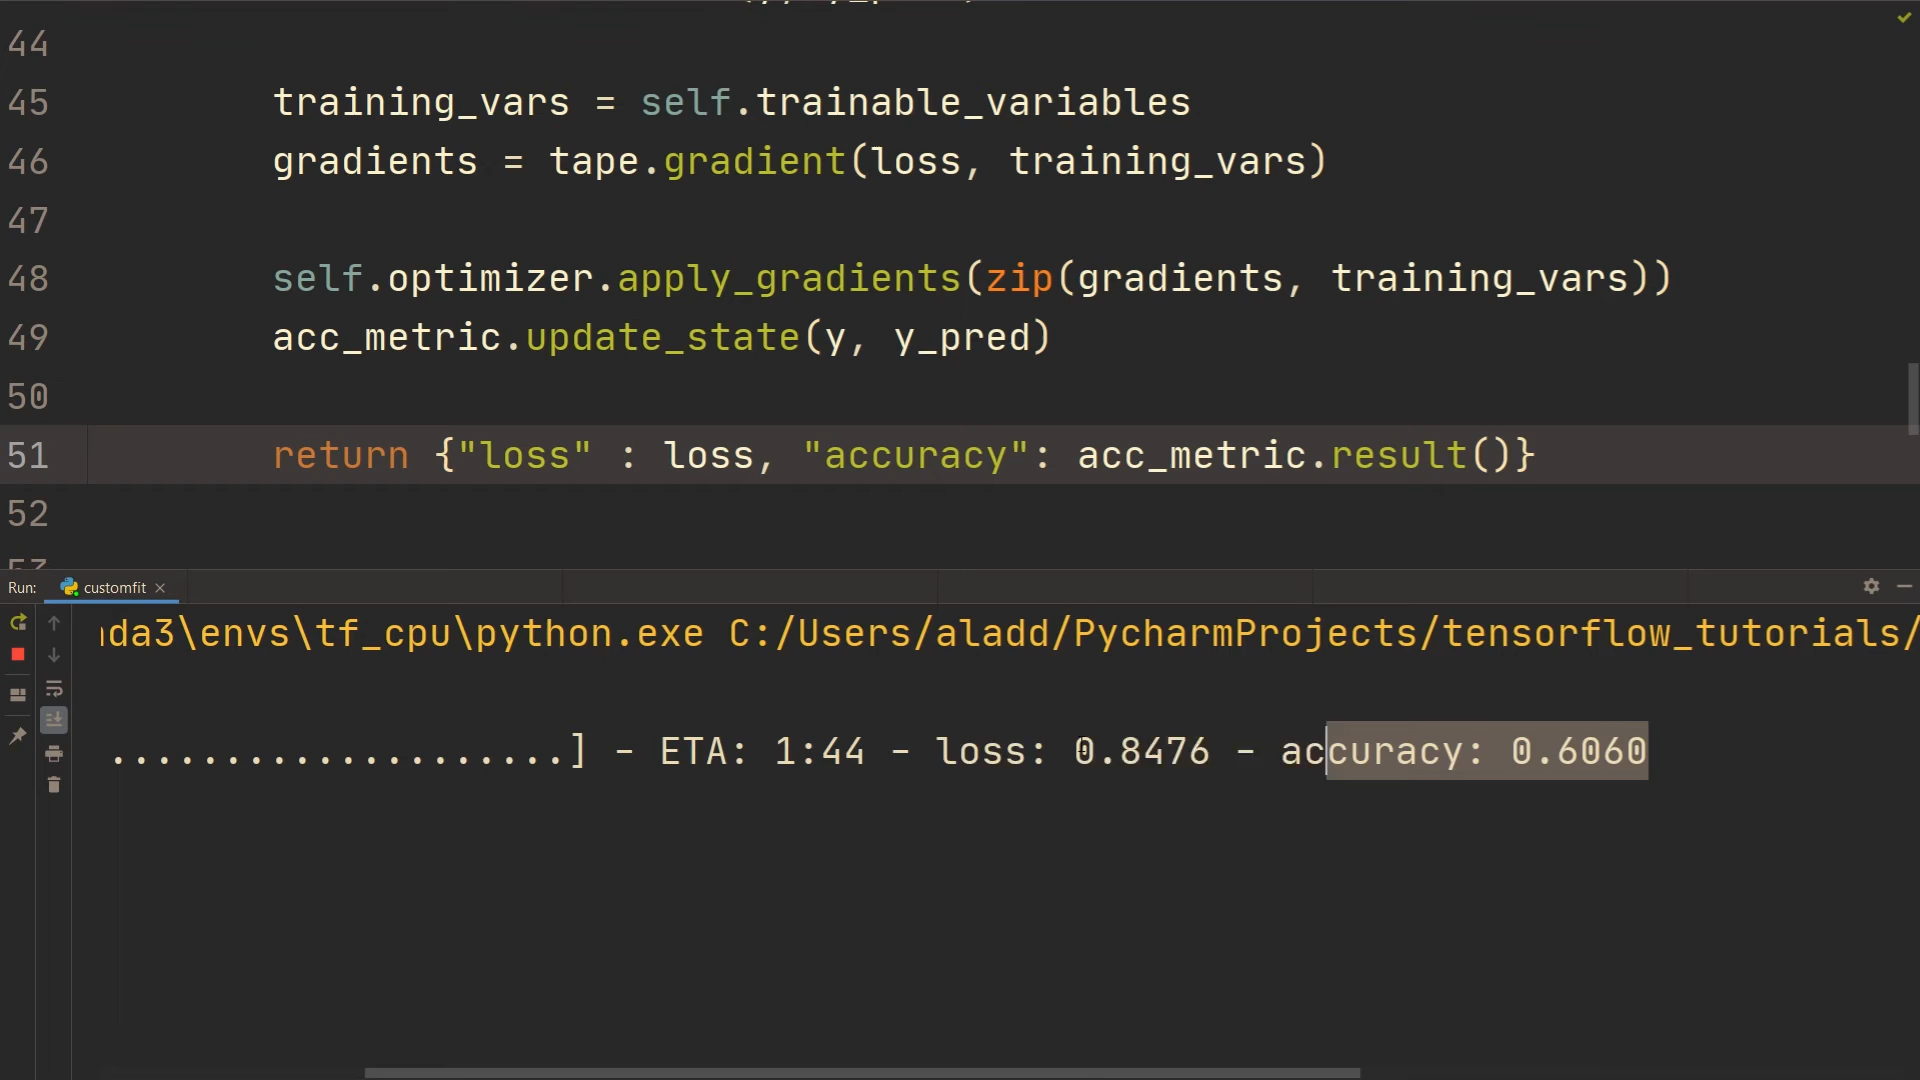 44
45 training_vars = self.trainable_variables
46 gradients = tape.gradient(loss, training_vars)
47
48 self.optimizer.apply_gradients(zip(gradients, training_vars))
49 acc_metric.update_state(y, y_pred)
50
51 return {"loss" : loss, "accuracy": acc_metric.result()}
52
Run: customfit
nda3\envs\tf_cpu\python.exe C:/Users/aladd/PycharmProjects/tensorflow_tutorials/
....................] - ETA: 1:44 - loss: 0.8476 - accuracy: 0.6060